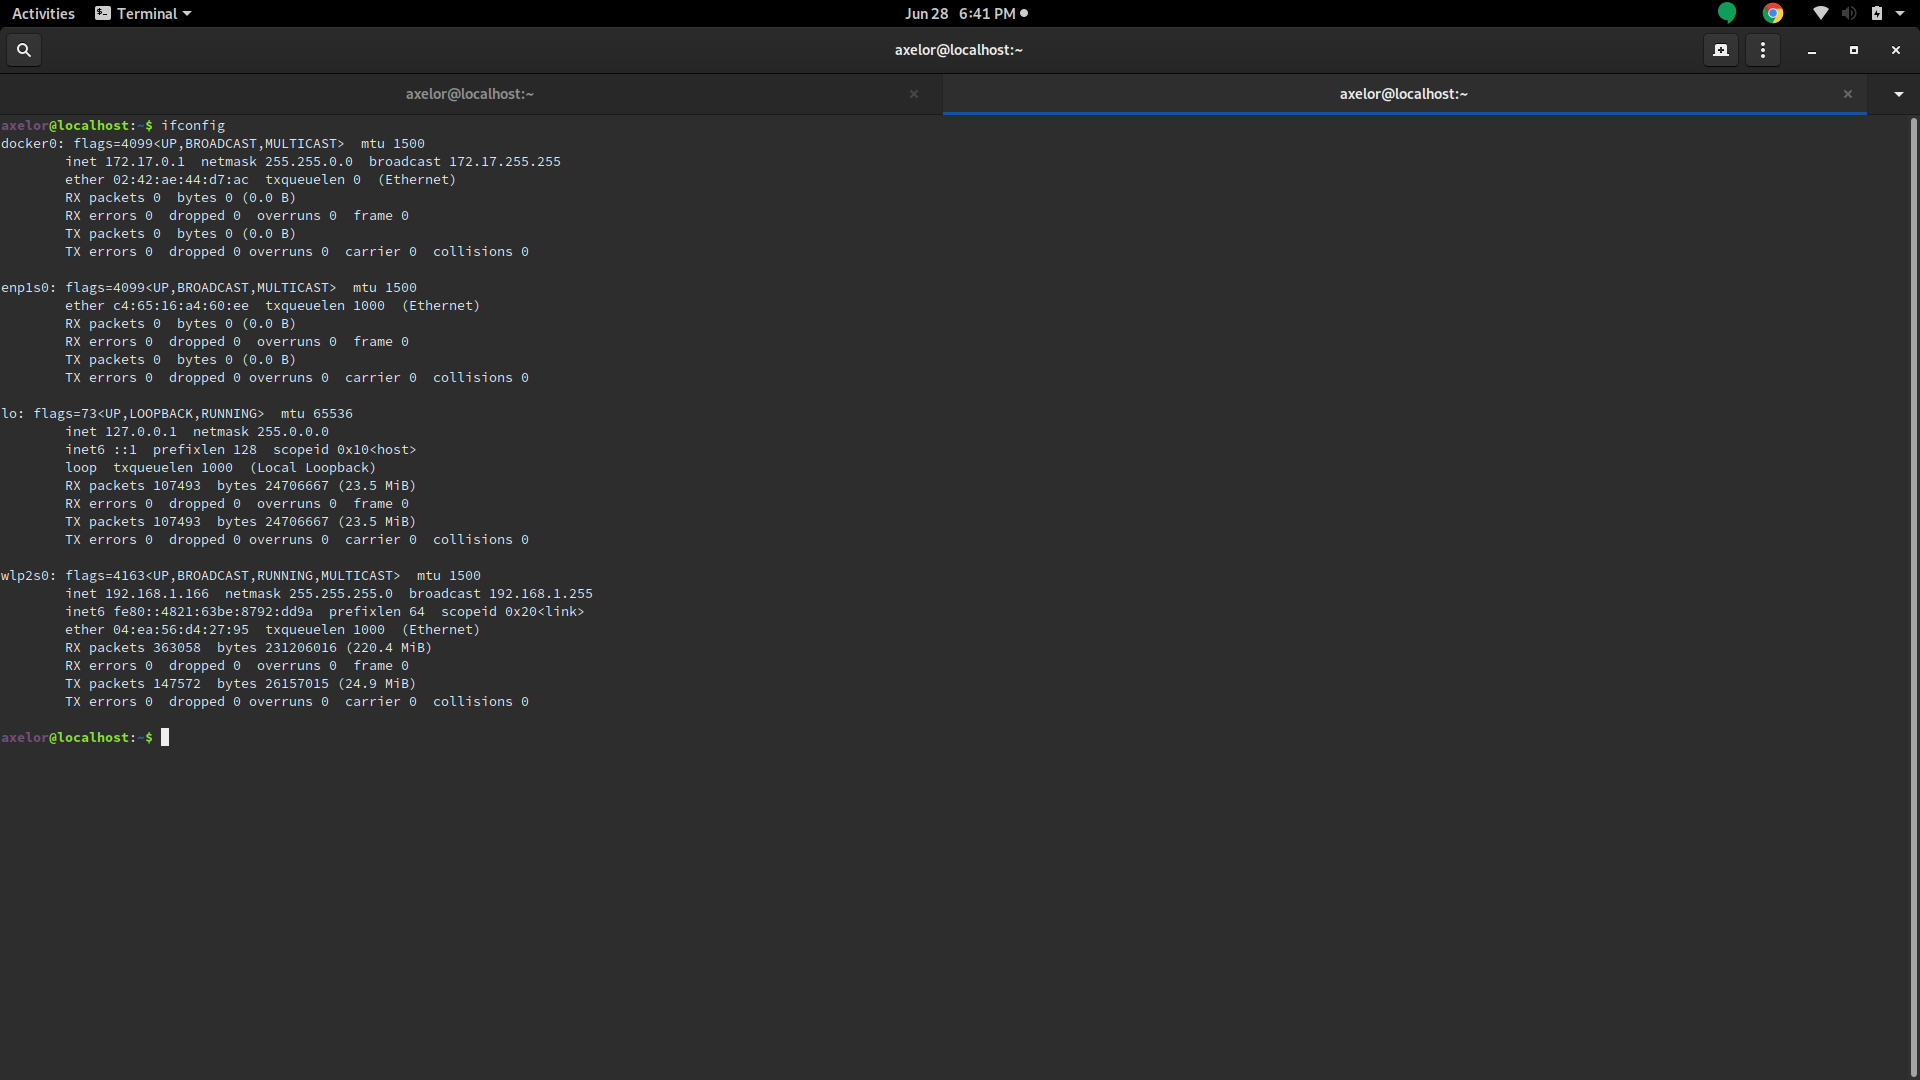 Activities Terminal Jun 28 6:41 PM
axelor@localhost:~
axelor@localhost:~ axelor@localhost:~
axelor@localhost:~$ ifconfig
docker0: flags=4099<UP,BROADCAST,MULTICAST>  mtu 1500
        inet 172.17.0.1  netmask 255.255.0.0  broadcast 172.17.255.255
        ether 02:42:ae:44:d7:ac  txqueuelen 0  (Ethernet)
        RX packets 0  bytes 0 (0.0 B)
        RX errors 0  dropped 0  overruns 0  frame 0
        TX packets 0  bytes 0 (0.0 B)
        TX errors 0  dropped 0 overruns 0  carrier 0  collisions 0

enp1s0: flags=4099<UP,BROADCAST,MULTICAST>  mtu 1500
        ether c4:65:16:a4:60:ee  txqueuelen 1000  (Ethernet)
        RX packets 0  bytes 0 (0.0 B)
        RX errors 0  dropped 0  overruns 0  frame 0
        TX packets 0  bytes 0 (0.0 B)
        TX errors 0  dropped 0 overruns 0  carrier 0  collisions 0

lo: flags=73<UP,LOOPBACK,RUNNING>  mtu 65536
        inet 127.0.0.1  netmask 255.0.0.0
        inet6 ::1  prefixlen 128  scopeid 0x10<host>
        loop  txqueuelen 1000  (Local Loopback)
        RX packets 107493  bytes 24706667 (23.5 MiB)
        RX errors 0  dropped 0  overruns 0  frame 0
        TX packets 107493  bytes 24706667 (23.5 MiB)
        TX errors 0  dropped 0 overruns 0  carrier 0  collisions 0

wlp2s0: flags=4163<UP,BROADCAST,RUNNING,MULTICAST>  mtu 1500
        inet 192.168.1.166  netmask 255.255.255.0  broadcast 192.168.1.255
        inet6 fe80::4821:63be:8792:dd9a  prefixlen 64  scopeid 0x20<link>
        ether 04:ea:56:d4:27:95  txqueuelen 1000  (Ethernet)
        RX packets 363058  bytes 231206016 (220.4 MiB)
        RX errors 0  dropped 0  overruns 0  frame 0
        TX packets 147572  bytes 26157015 (24.9 MiB)
        TX errors 0  dropped 0 overruns 0  carrier 0  collisions 0

axelor@localhost:~$